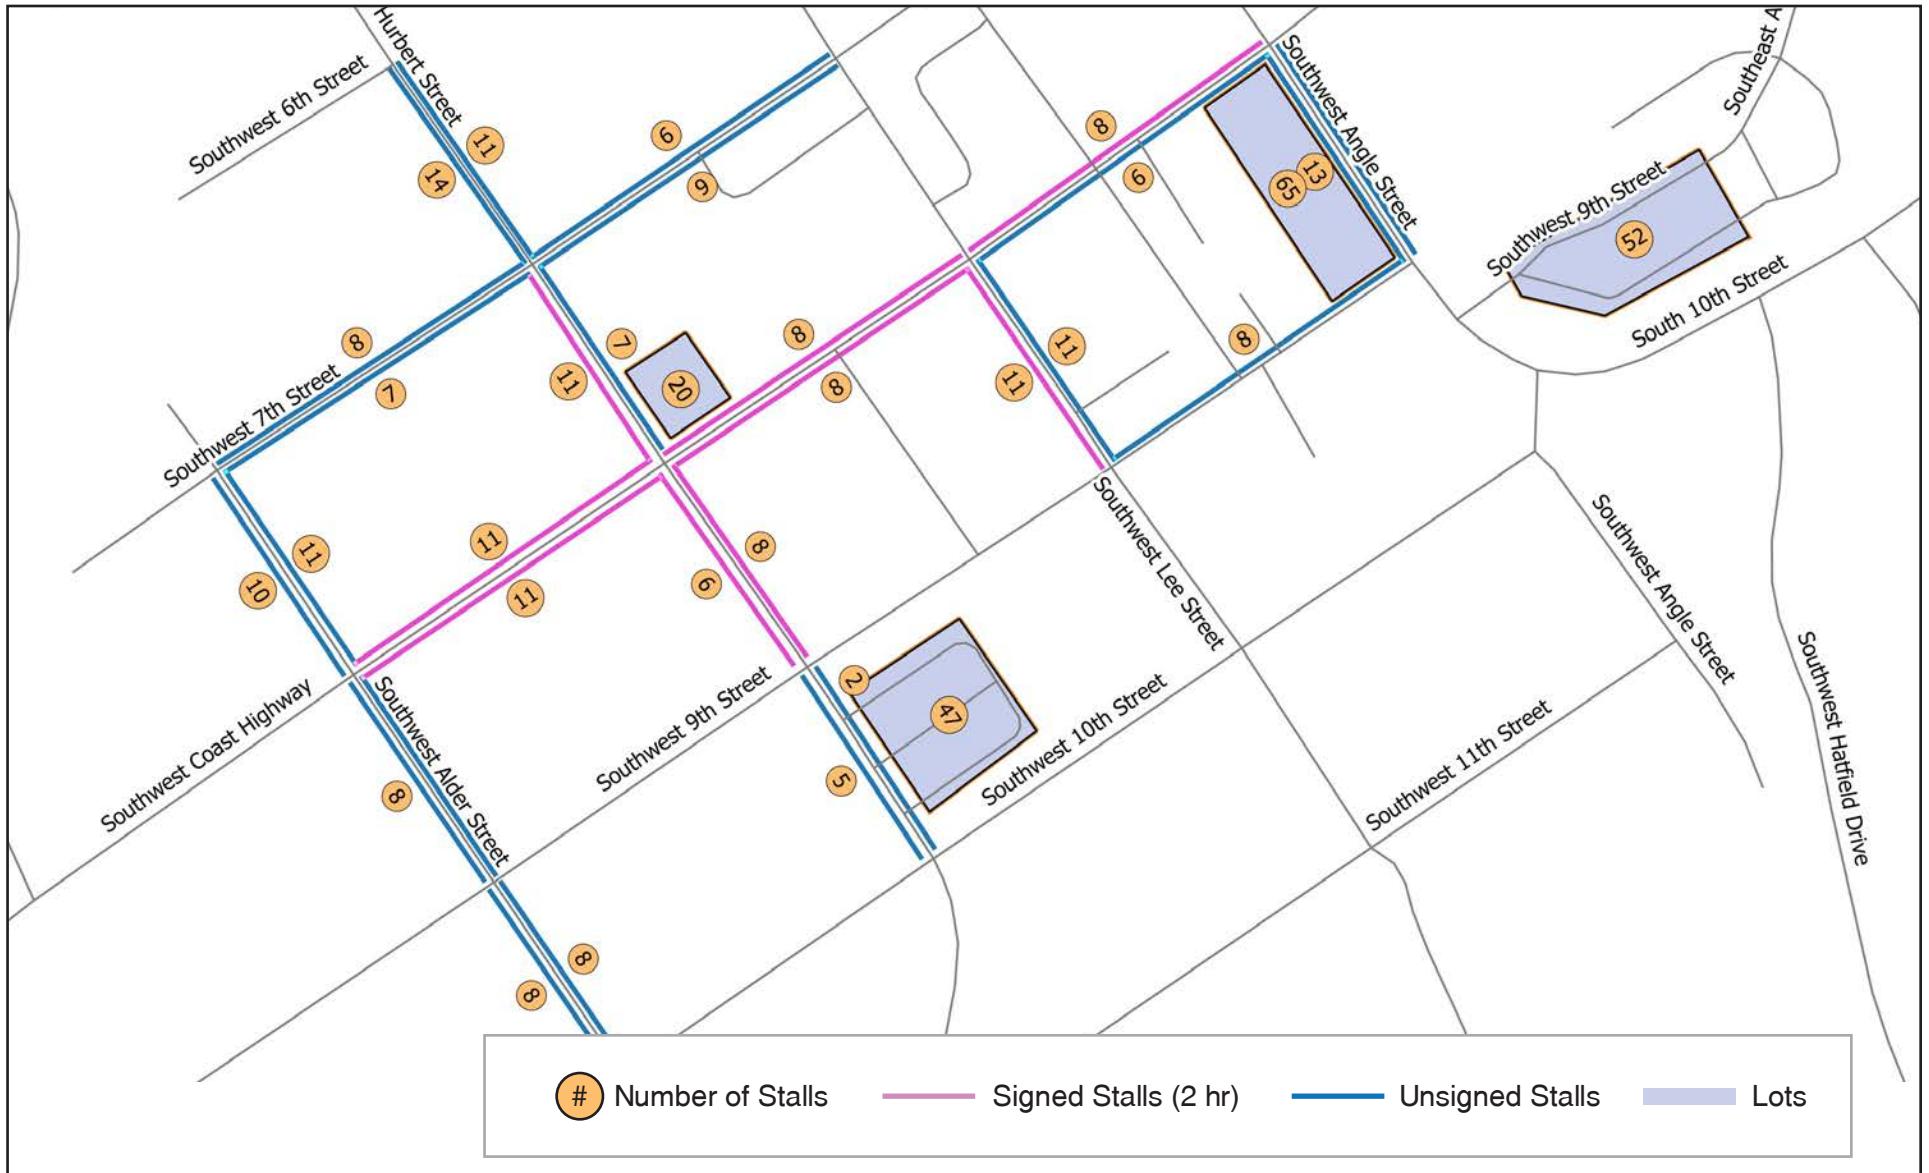 Hurbert Street
Southwest 6th Street
11
14
6
9
8
6
Southwest Angle Street
13
65
Southeast A
Southwest 9th Street
52
South 10th Street
8
Southwest 7th Street
7
7
11
20
8
8
11
11
8
11
10
11
11
8
6
Southwest Lee Street
Southwest Angle Street
Southwest Coast Highway
Southwest Alder Street
8
Southwest 9th Street
2
47
5
Southwest 10th Street
Southwest 11th Street
Southwest Hatfield Drive
8
8
# Number of Stalls
Signed Stalls (2 hr)
Unsigned Stalls
Lots